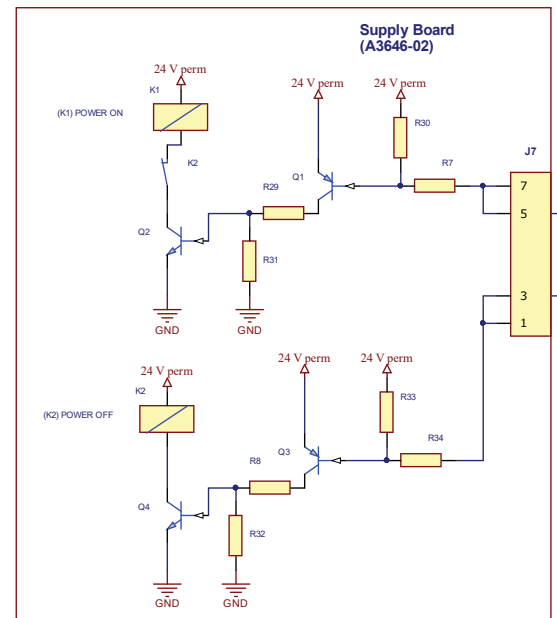 Supply Board
(A3646-02)
24 V perm
24 V perm
24 V perm
K1
(K1) POWER ON
R30
J7
K2
Q1
R29
R7
7
5
Q2
R31
GND
GND
3
1
24 V perm
24 V perm
24 V perm
K2
(K2) POWER OFF
R33
Q3
R8
R34
Q4
R32
GND
GND